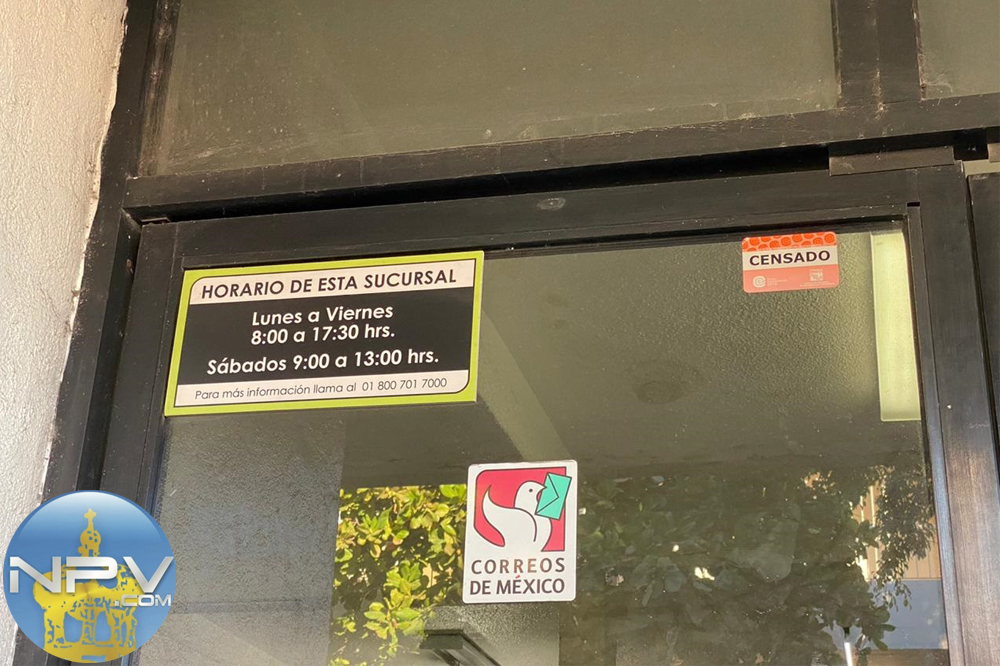 HORARIO DE ESTA SUCURSAL
Lunes a Viernes
8:00 a 17:30 hrs.
Sábados 9:00 a 13:00 hrs.
Para más información llama al 01 800 701 7000
CENSADO
CORREOS
DE MÉXICO
NPV
.COM